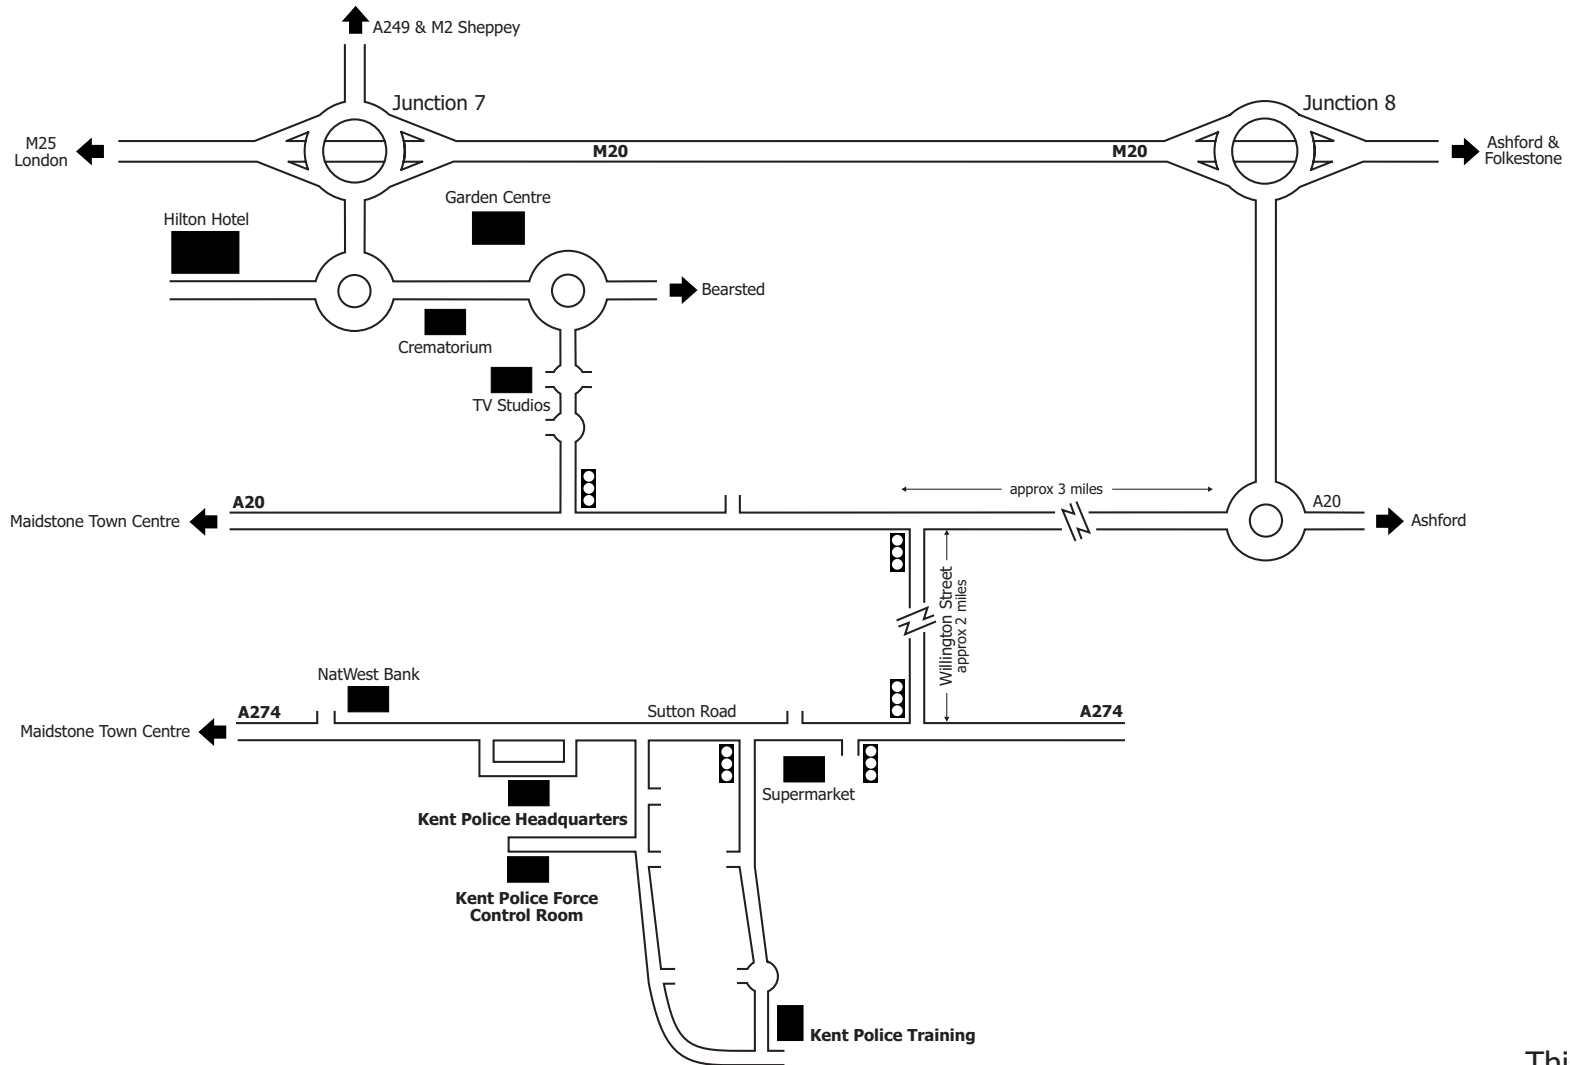 A249 & M2 Sheppey
Junction 7
Junction 8
M25
London
M20
M20
Ashford &
Folkestone
Garden Centre
Hilton Hotel
Bearsted
Crematorium
TV Studios
approx 3 miles
A20
A20
Maidstone Town Centre
Ashford
Willington Street
approx 2 miles
NatWest Bank
A274
Sutton Road
A274
Maidstone Town Centre
Supermarket
Kent Police Headquarters
Kent Police Force
Control Room
Kent Police Training
Thi